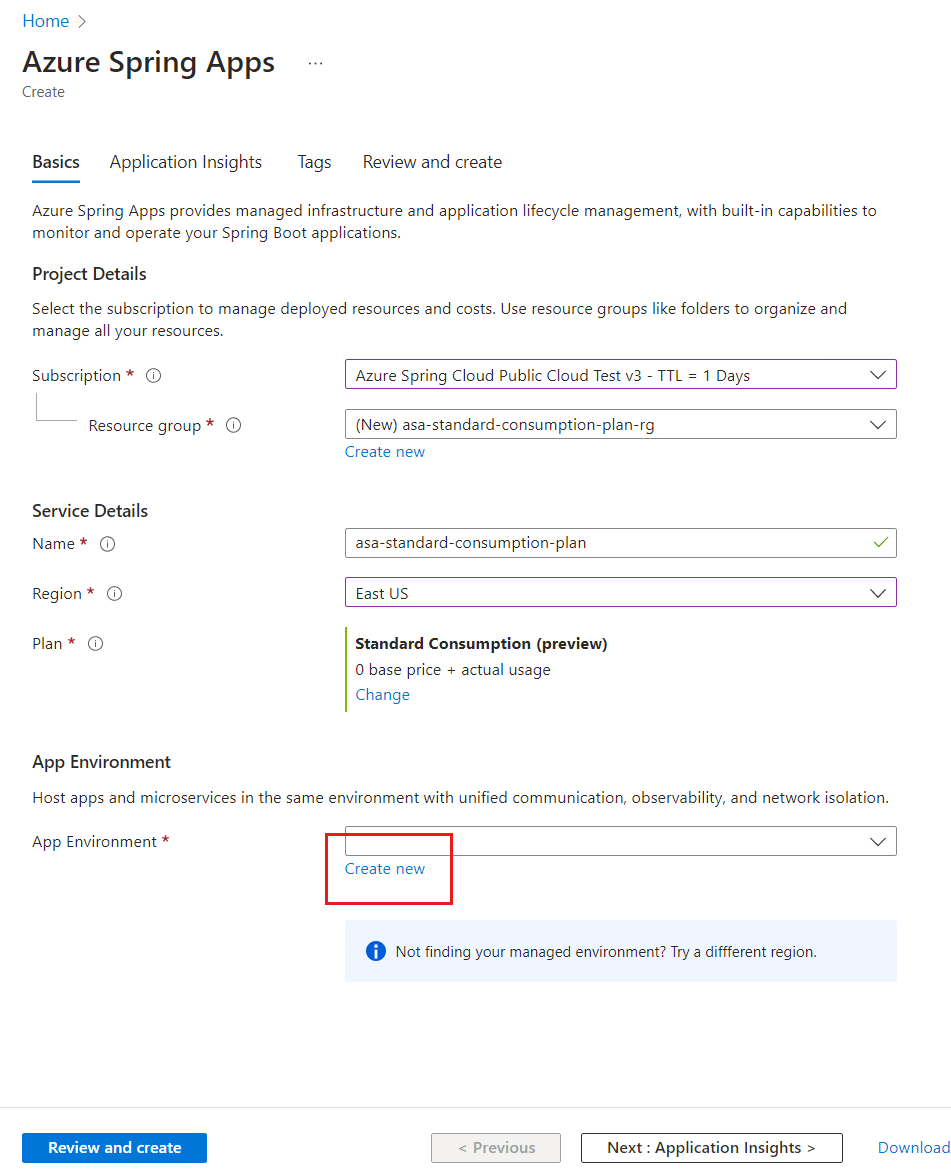 Home >
Azure Spring Apps ...
Create
Basics Application Insights Tags Review and create
Azure Spring Apps provides managed infrastructure and application lifecycle management, with built-in capabilities to
monitor and operate your Spring Boot applications.
Project Details
Select the subscription to manage deployed resources and costs. Use resource groups like folders to organize and
manage all your resources.
Subscription * Azure Spring Cloud Public Cloud Test v3 - TTL = 1 Days
Resource group * (New) asa-standard-consumption-plan-rg
Create new
Service Details
Name * asa-standard-consumption-plan
Region * East US
Plan * Standard Consumption (preview)
0 base price + actual usage
Change
App Environment
Host apps and microservices in the same environment with unified communication, observability, and network isolation.
App Environment *
Create new
Not finding your managed environment? Try a diffferent region.
Review and create < Previous Next : Application Insights > Download